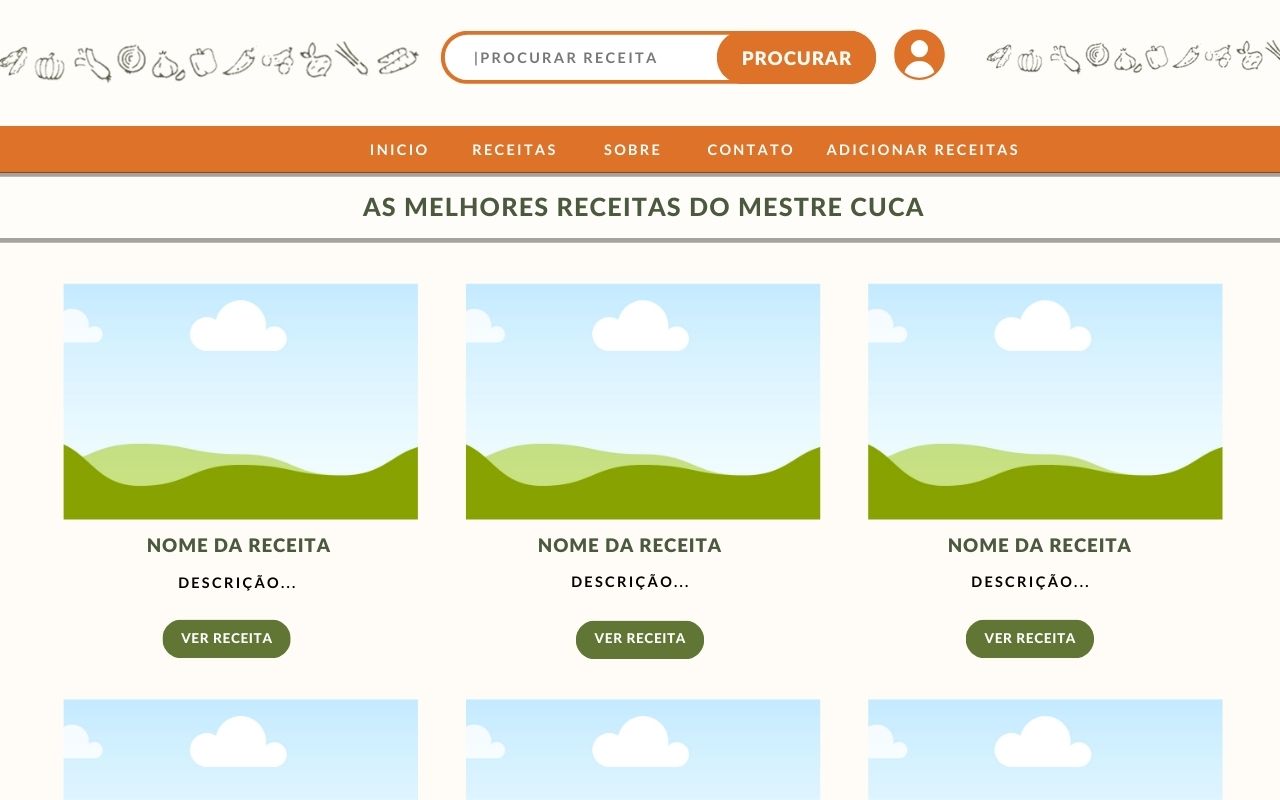 |PROCURAR RECEITA
PROCURAR
INICIO RECEITAS SOBRE CONTATO ADICIONAR RECEITAS
AS MELHORES RECEITAS DO MESTRE CUCA
NOME DA RECEITA NOME DA RECEITA NOME DA RECEITA
DESCRIÇÃO... DESCRIÇÃO... DESCRIÇÃO...
VER RECEITA VER RECEITA VER RECEITA